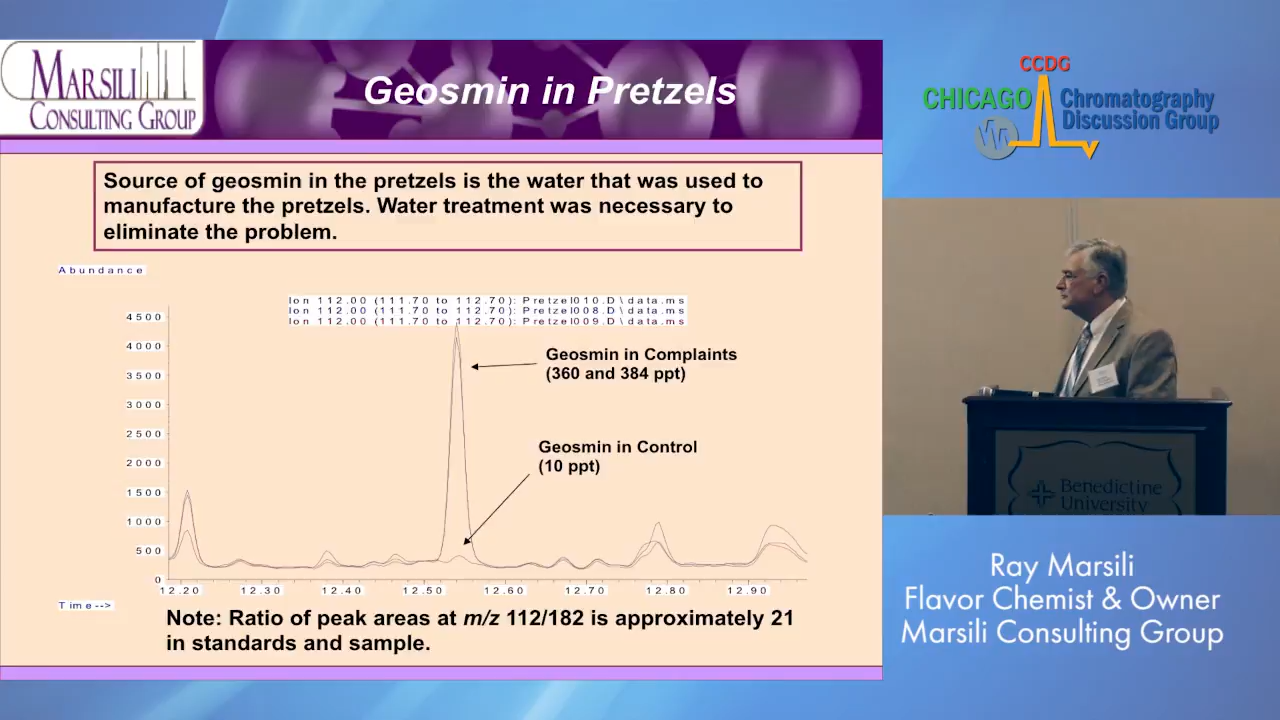 MARSILI
CONSULTING GROUP
Geosmin in Pretzels
CCDG
CHICAGO
Chromatography
Discussion Group
Source of geosmin in the pretzels is the water that was used to
manufacture the pretzels. Water treatment was necessary to
eliminate the problem.
Abundance
Ion 112.00 (111.70 to 112.70): Pretzel010.D\data.ms
Ion 112.00 (111.70 to 112.70): Pretzel008.D\data.ms
Ion 112.00 (111.70 to 112.70): Pretzel009.D\data.ms
4500
4000
3500
3000
2500
2000
1500
1000
500
0
Geosmin in Complaints
(360 and 384 ppt)
Geosmin in Control
(10 ppt)
12.20 12.30 12.40 12.50 12.60 12.70 12.80 12.90
Time-->
Note: Ratio of peak areas at m/z 112/182 is approximately 21
in standards and sample.
Benedictine
University
Ray Marsili
Flavor Chemist & Owner
Marsili Consulting Group